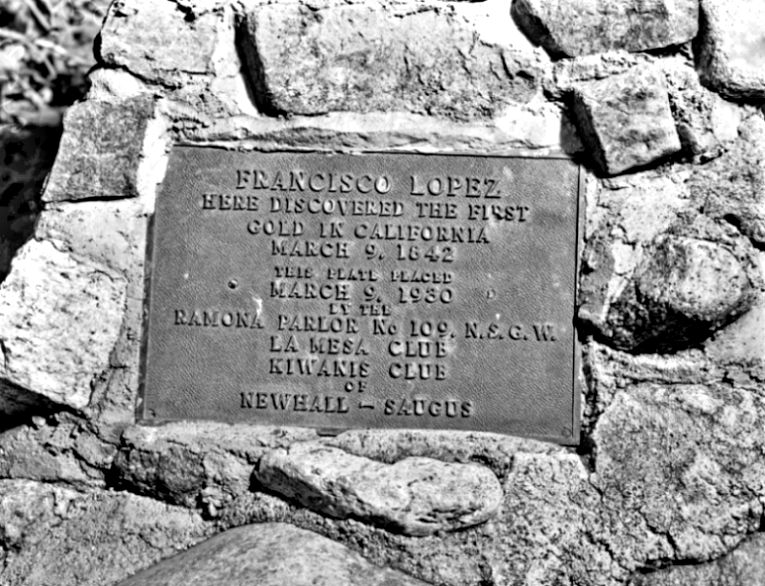 FRANCISCO LOPEZ
HERE DISCOVERED THE FIRST
GOLD IN CALIFORNIA
MARCH 9, 1842
THIS PLATE PLACED
MARCH 9, 1930
BY THE
RAMONA PARLOR No 109, N.S.G.W.
LA MESA CLUB
KIWANIS CLUB
OF
NEWHALL — SAUGUS